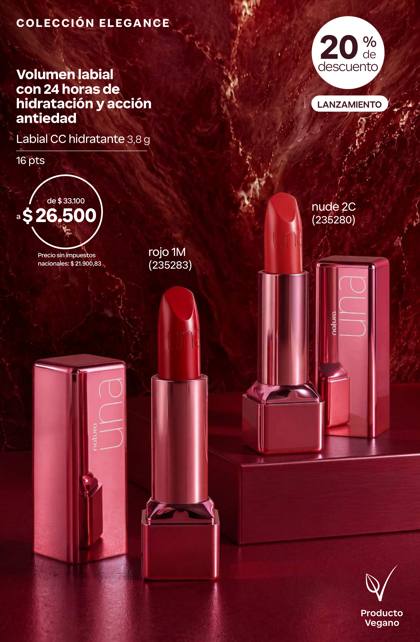 COLECCIÓN ELEGANCE
20 %
de
descuento
LANZAMIENTO
Volumen labial
con 24 horas de
hidratación y acción
antiedad
Labial CC hidratante 3,8 g
16 pts
de $ 33.100
a $ 26.500
Precio sin impuestos
nacionales: $ 21.900,83
nude 2C
(235280)
rojo 1M
(235283)
natura
una
natura
una
Producto
Vegano